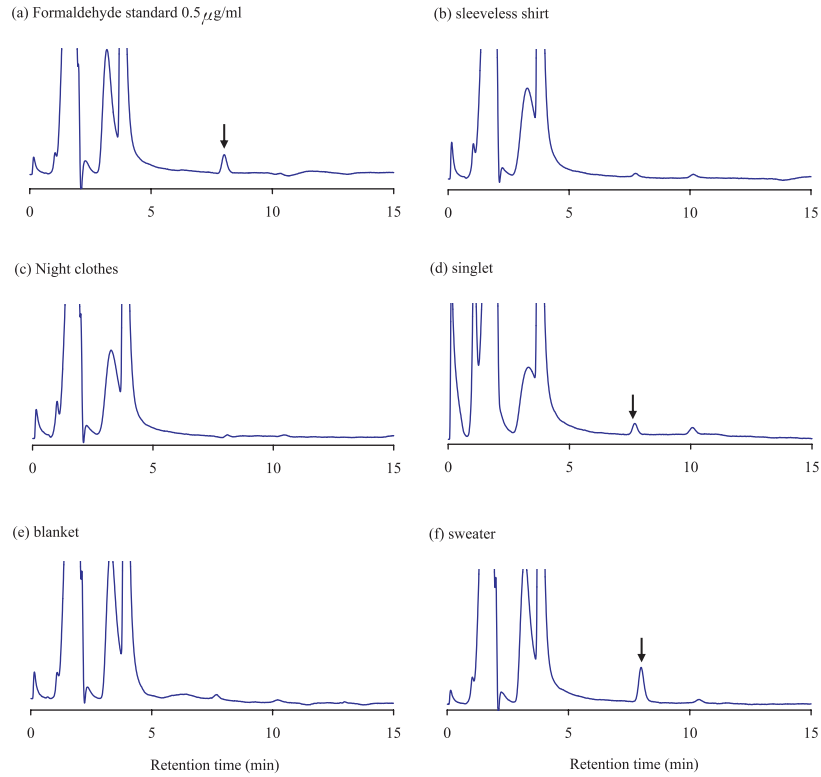 (a) Formaldehyde standard 0.5 μg/ml
(b) sleeveless shirt
0 5 10 15
0 5 10 15
(c) Night clothes
(d) singlet
0 5 10 15
0 5 10 15
(e) blanket
(f) sweater
0 5 10 15
0 5 10 15
Retention time (min)
Retention time (min)